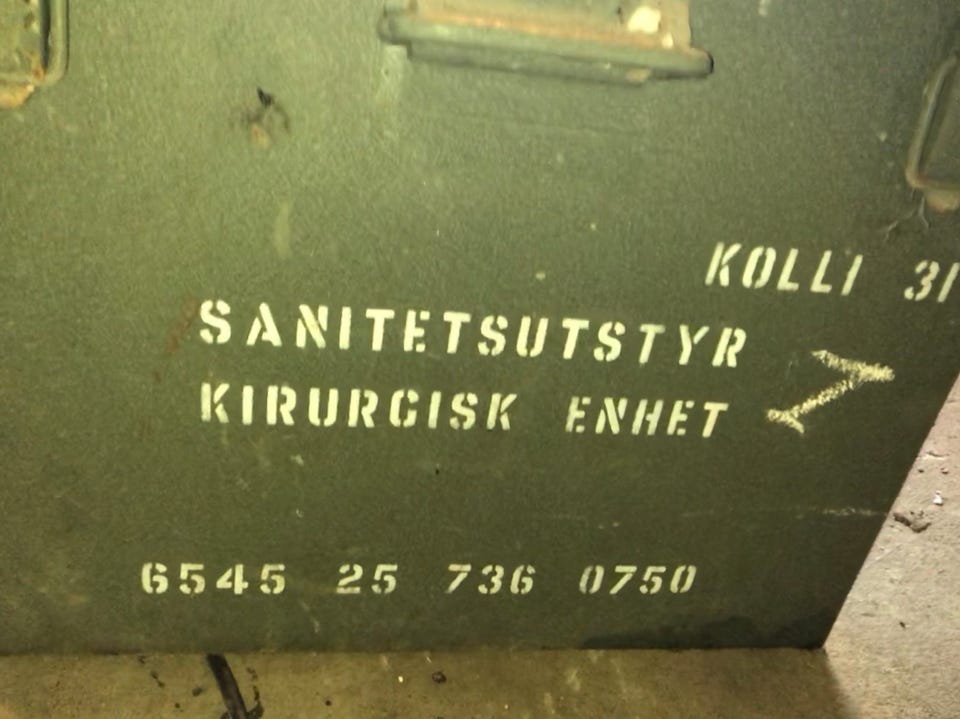 KOLLI 31
SANITETSUTSTYR
KIRURGISK ENHET
6545 25 736 0750